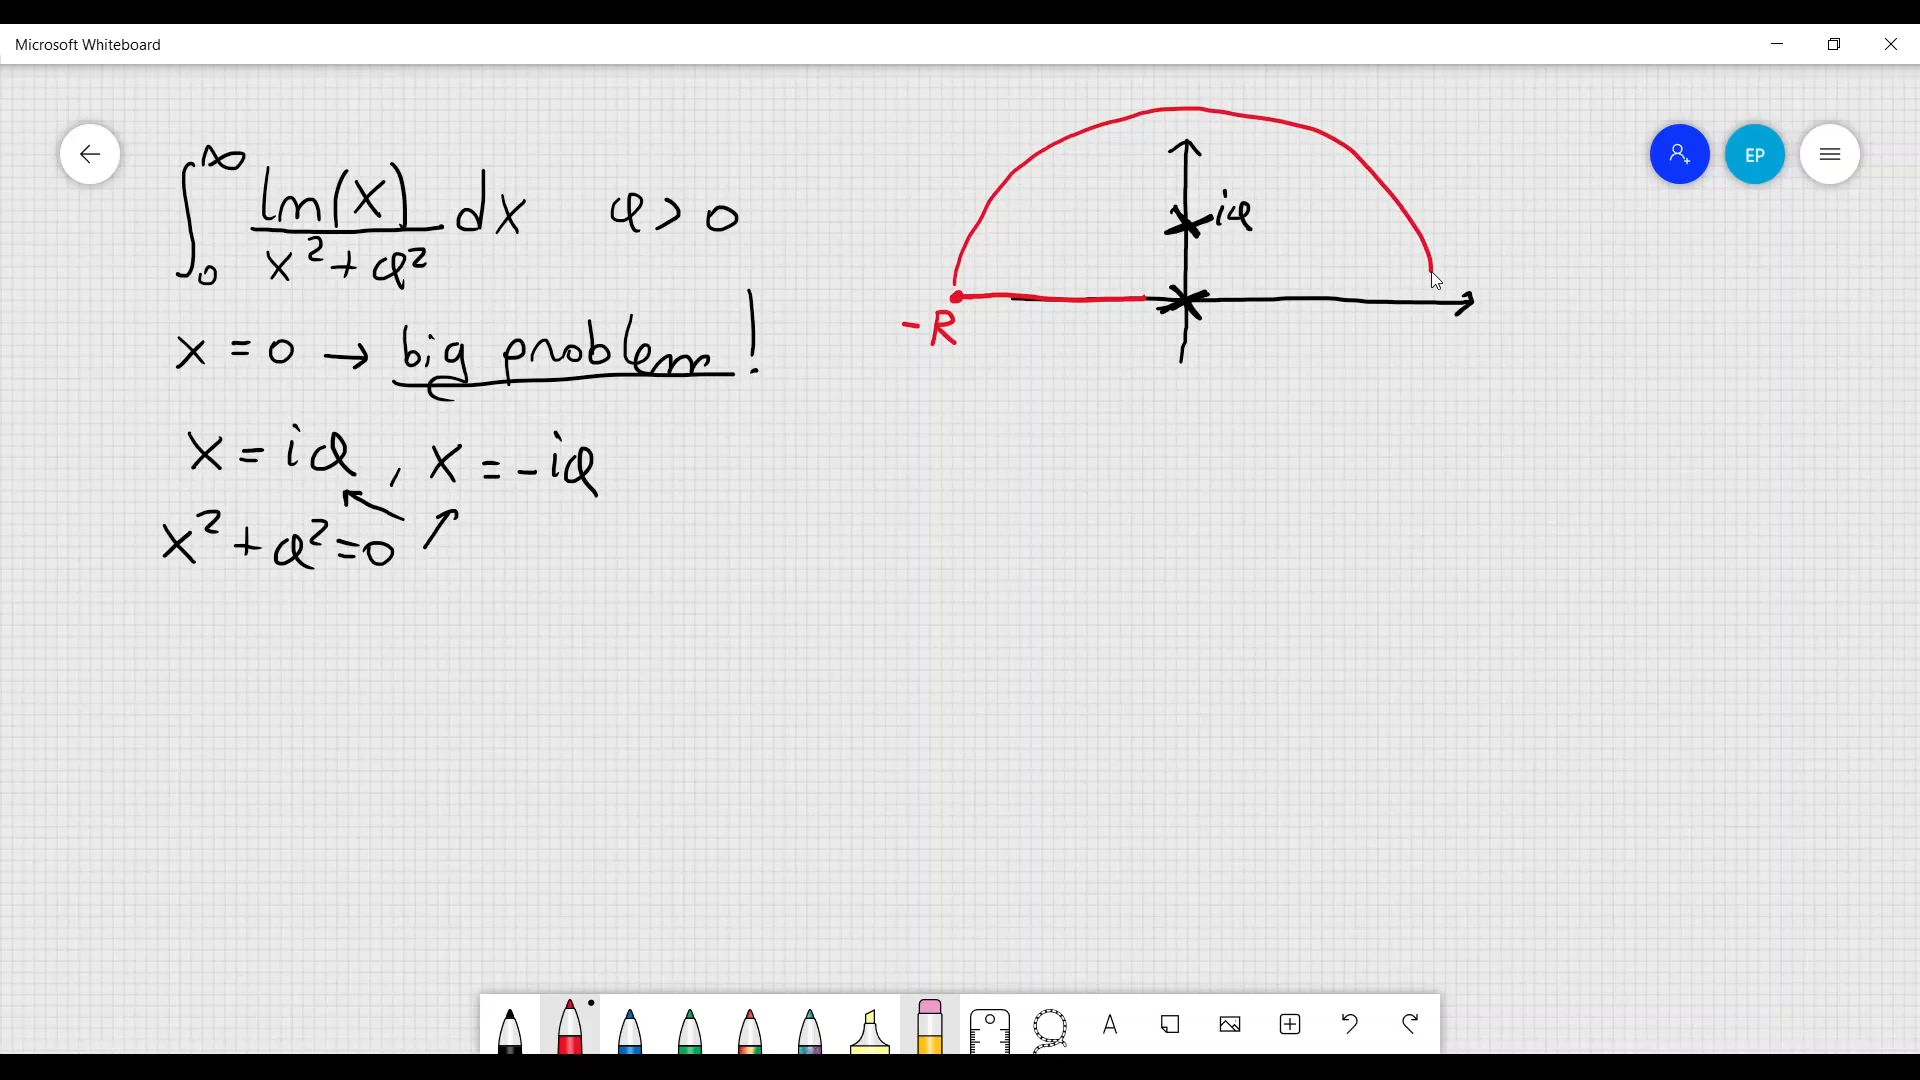 Microsoft Whiteboard
EP
∫₀^∞ ln(x)/(x²+a²) dx a > 0
x = 0 → big problem!
x = ia, x = -ia
x² + a² = 0
ia
-R
A